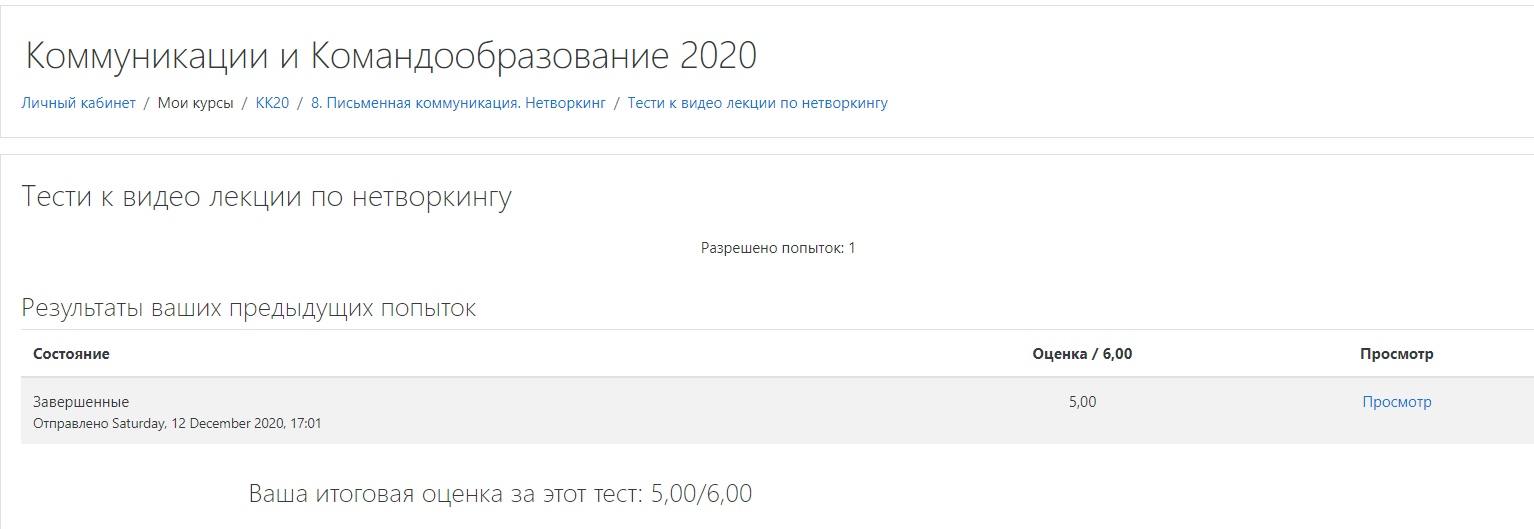 Коммуникации и Командообразование 2020
Личный кабинет / Мои курсы / КК20 / 8. Письменная коммуникация. Нетворкинг / Тести к видео лекции по нетворкингу
Тести к видео лекции по нетворкингу
Разрешено попыток: 1
Результаты ваших предыдущих попыток
Состояние Оценка / 6,00 Просмотр
Завершенные 5,00 Просмотр
Отправлено Saturday, 12 December 2020, 17:01
Ваша итоговая оценка за этот тест: 5,00/6,00